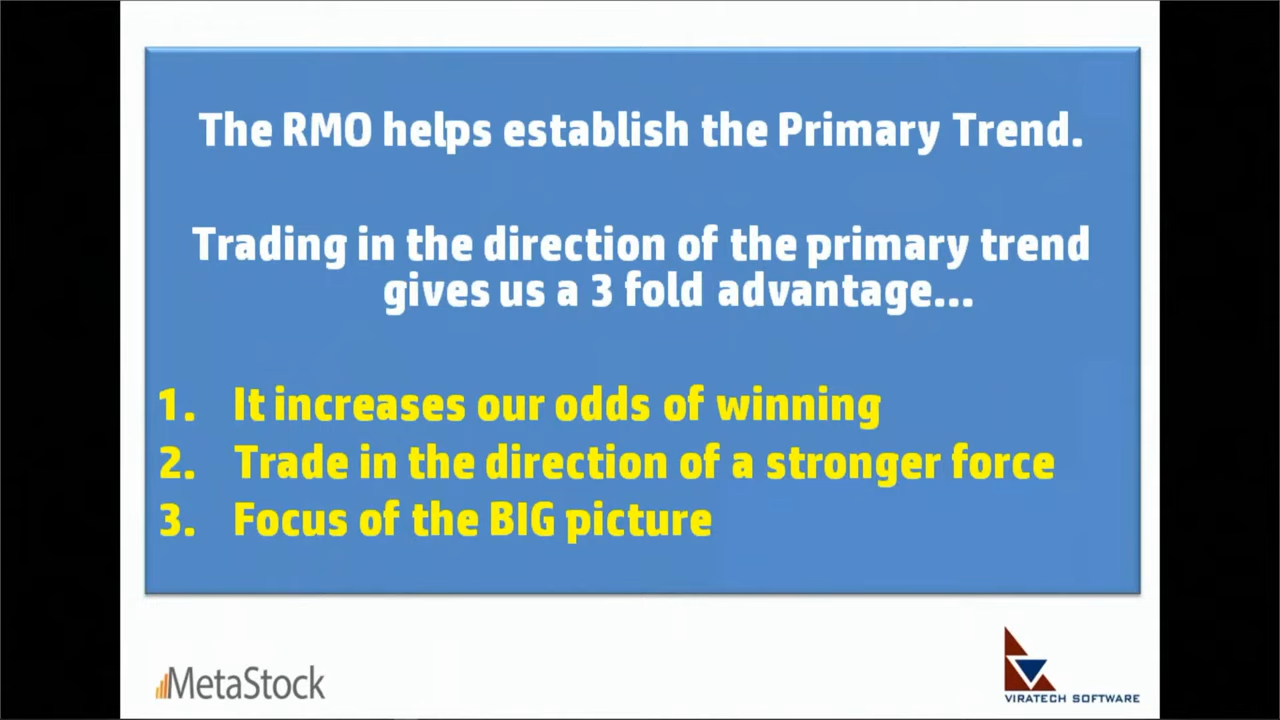 The RMO helps establish the Primary Trend.
Trading in the direction of the primary trend
gives us a 3 fold advantage...
1. It increases our odds of winning
2. Trade in the direction of a stronger force
3. Focus of the BIG picture
MetaStock
VIRATECH SOFTWARE